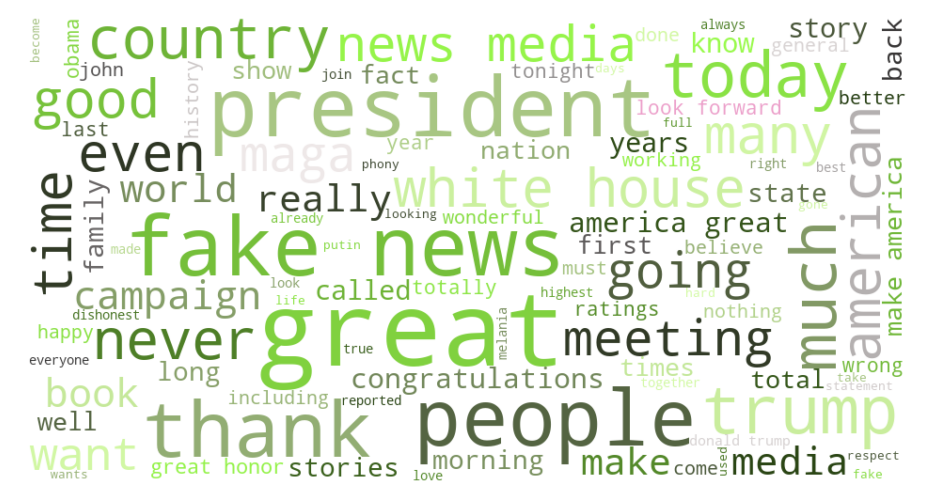 become
obama
country
news media
done
always
know
story
general
back
john
show
join
fact
tonight
days
today
good
history
president
look forward
better
last
full
many
american
even
maga
phony
year
nation
years
working
right
best
time
family
world
really
looking
white house
state
already
wonderful
america great
gone
made
fake news
putin
first
believe
much
make america
campaign
look
life
called
totally
must
going
highest
ratings
hard
nothing
dishonest
happy
never
great
melania
meeting
everyone
true
long
congratulations
times
together
total
wrong
take
statement
book
including
reported
well
thank
people
trump
donald trump
want
wants
great honor
stories
love
morning
make
come
used
media
respect
fake